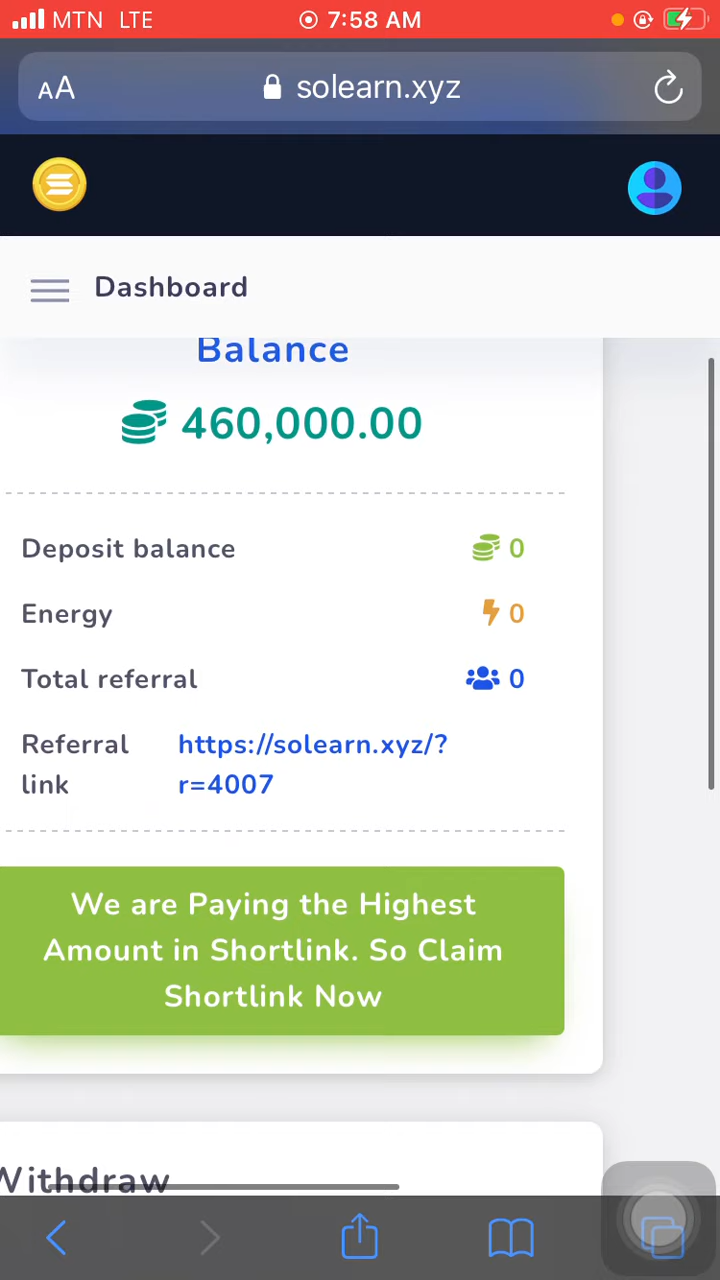 MTN LTE 7:58 AM
AA solearn.xyz
Dashboard
Balance
460,000.00
Deposit balance 0
Energy 0
Total referral 0
Referral https://solearn.xyz/?
link r=4007
We are Paying the Highest
Amount in Shortlink. So Claim
Shortlink Now
Withdraw